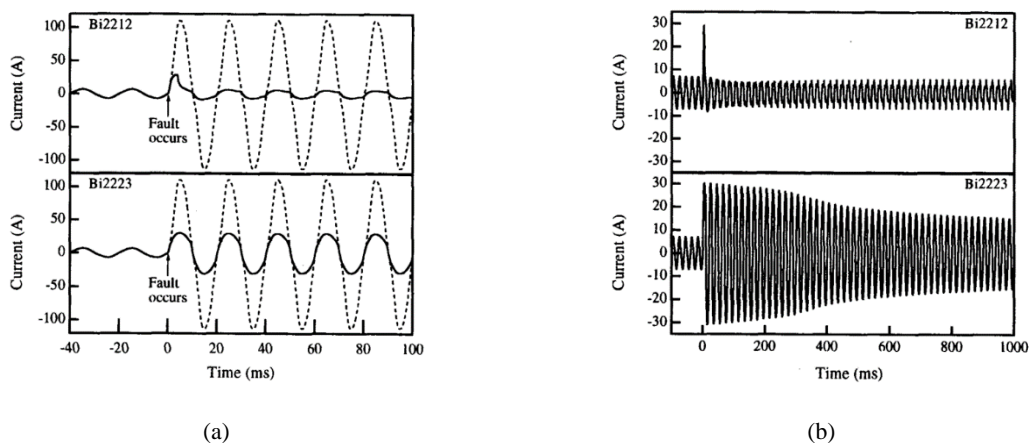 Bi2212
100
50
0
-50
-100
Current (A)
Fault
occurs
Bi2223
100
50
0
-50
-100
Current (A)
Fault
occurs
-40 -20 0 20 40 60 80 100
Time (ms)
(a)
Bi2212
30
20
10
0
-10
-20
-30
Current (A)
Bi2223
30
20
10
0
-10
-20
-30
Current (A)
0 200 400 600 800 1000
Time (ms)
(b)